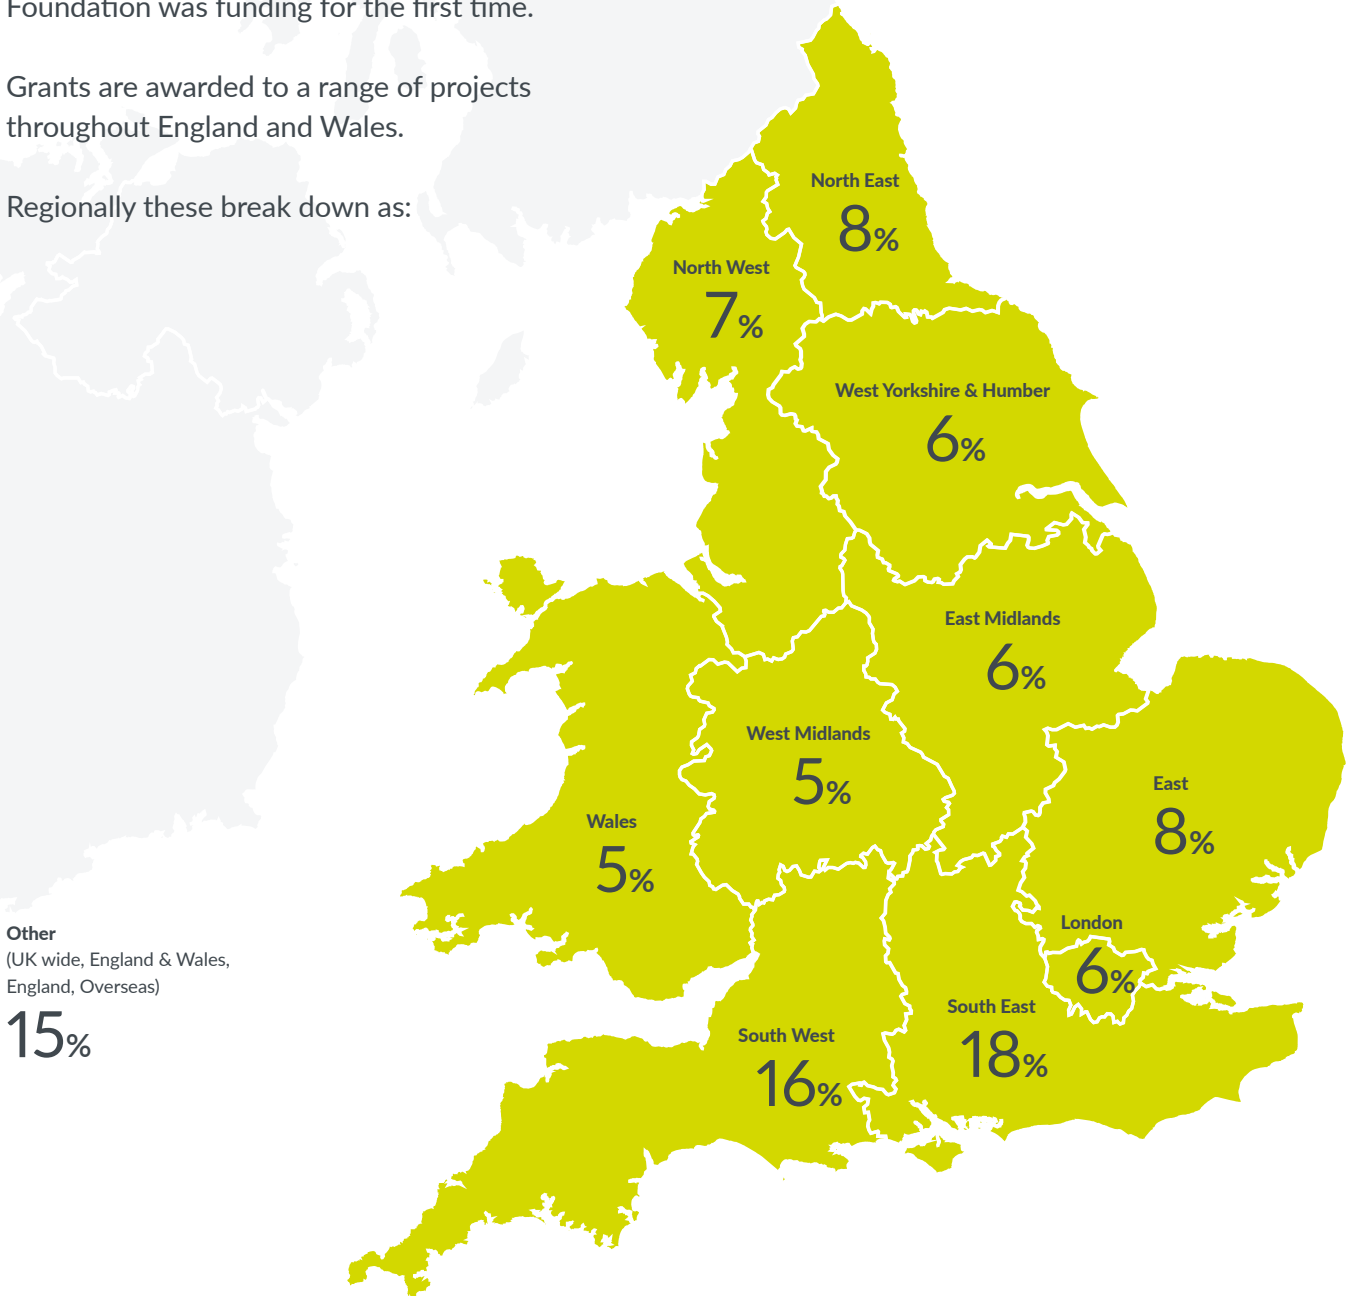 Foundation was funding for the first time.
Grants are awarded to a range of projects
throughout England and Wales.
Regionally these break down as:
North East
8%
North West
7%
West Yorkshire & Humber
6%
East Midlands
6%
West Midlands
5%
East
8%
Wales
5%
London
6%
Other
(UK wide, England & Wales,
England, Overseas)
15%
South East
18%
South West
16%